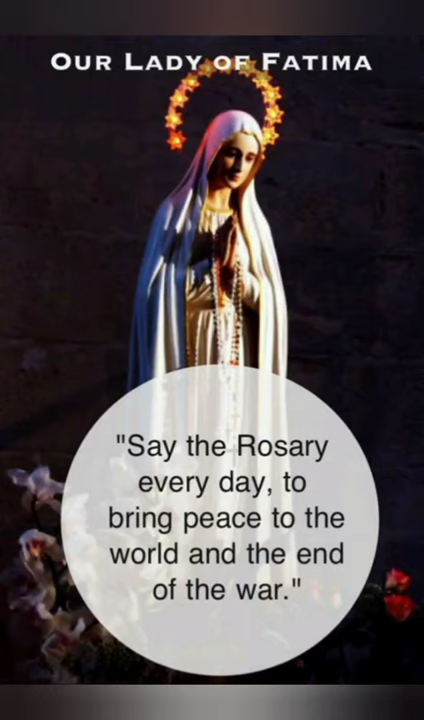 OUR LADY OF FATIMA
"Say the Rosary
every day, to
bring peace to the
world and the end
of the war."